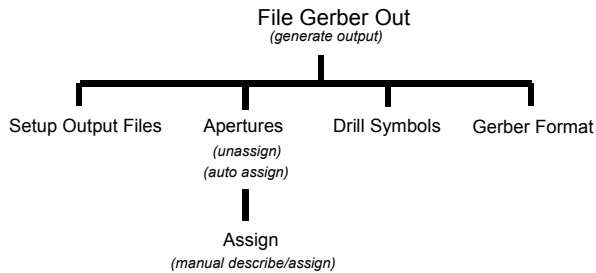 File Gerber Out
(generate output)
Setup Output Files
Apertures
(unassign)
(auto assign)
Drill Symbols
Gerber Format
Assign
(manual describe/assign)